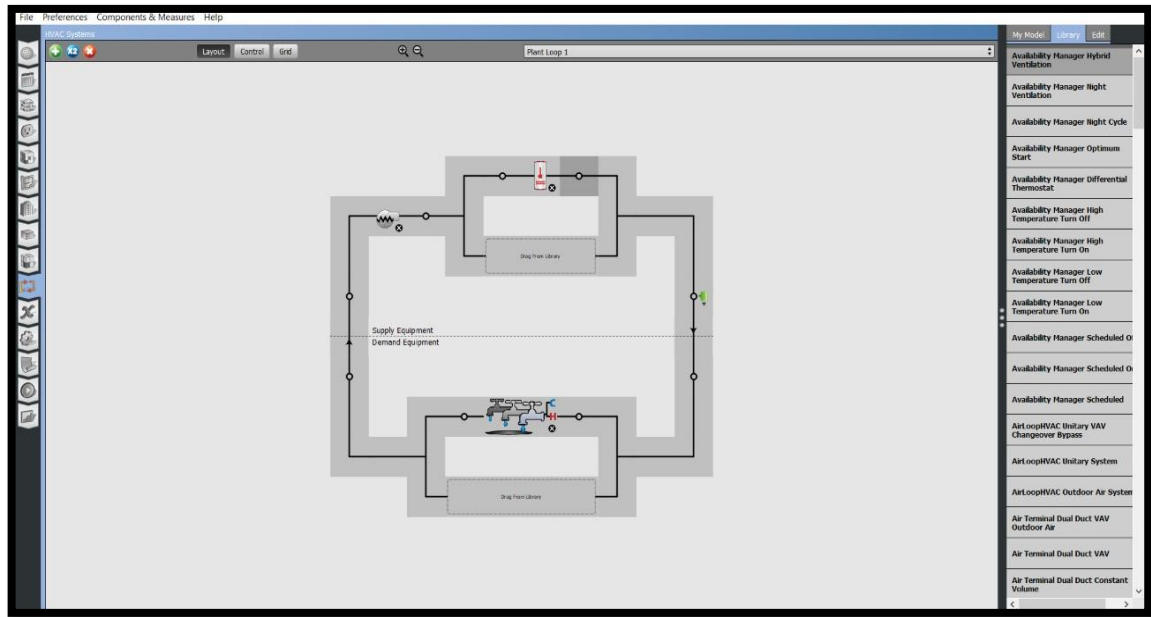 File Preferences Components & Measures Help
HVAC Systems
Layout Control Grid
Plant Loop 1
My Model Library Edit
Availability Manager Hybrid
Ventilation
Availability Manager Night
Ventilation
Availability Manager Night Cycle
Availability Manager Optimum
Start
Availability Manager Differential
Thermostat
Availability Manager High
Temperature Turn Off
Availability Manager High
Temperature Turn On
Availability Manager Low
Temperature Turn Off
Availability Manager Low
Temperature Turn On
Availability Manager Scheduled O
Availability Manager Scheduled O
Availability Manager Scheduled
AirLoopHVAC Unitary VAV
Changeover Bypass
AirLoopHVAC Unitary System
AirLoopHVAC Outdoor Air System
Air Terminal Dual Duct VAV
Outdoor Air
Air Terminal Dual Duct VAV
Air Terminal Dual Duct Constant
Volume
Drag From Library
Supply Equipment
Demand Equipment
C
H
Drag From Library